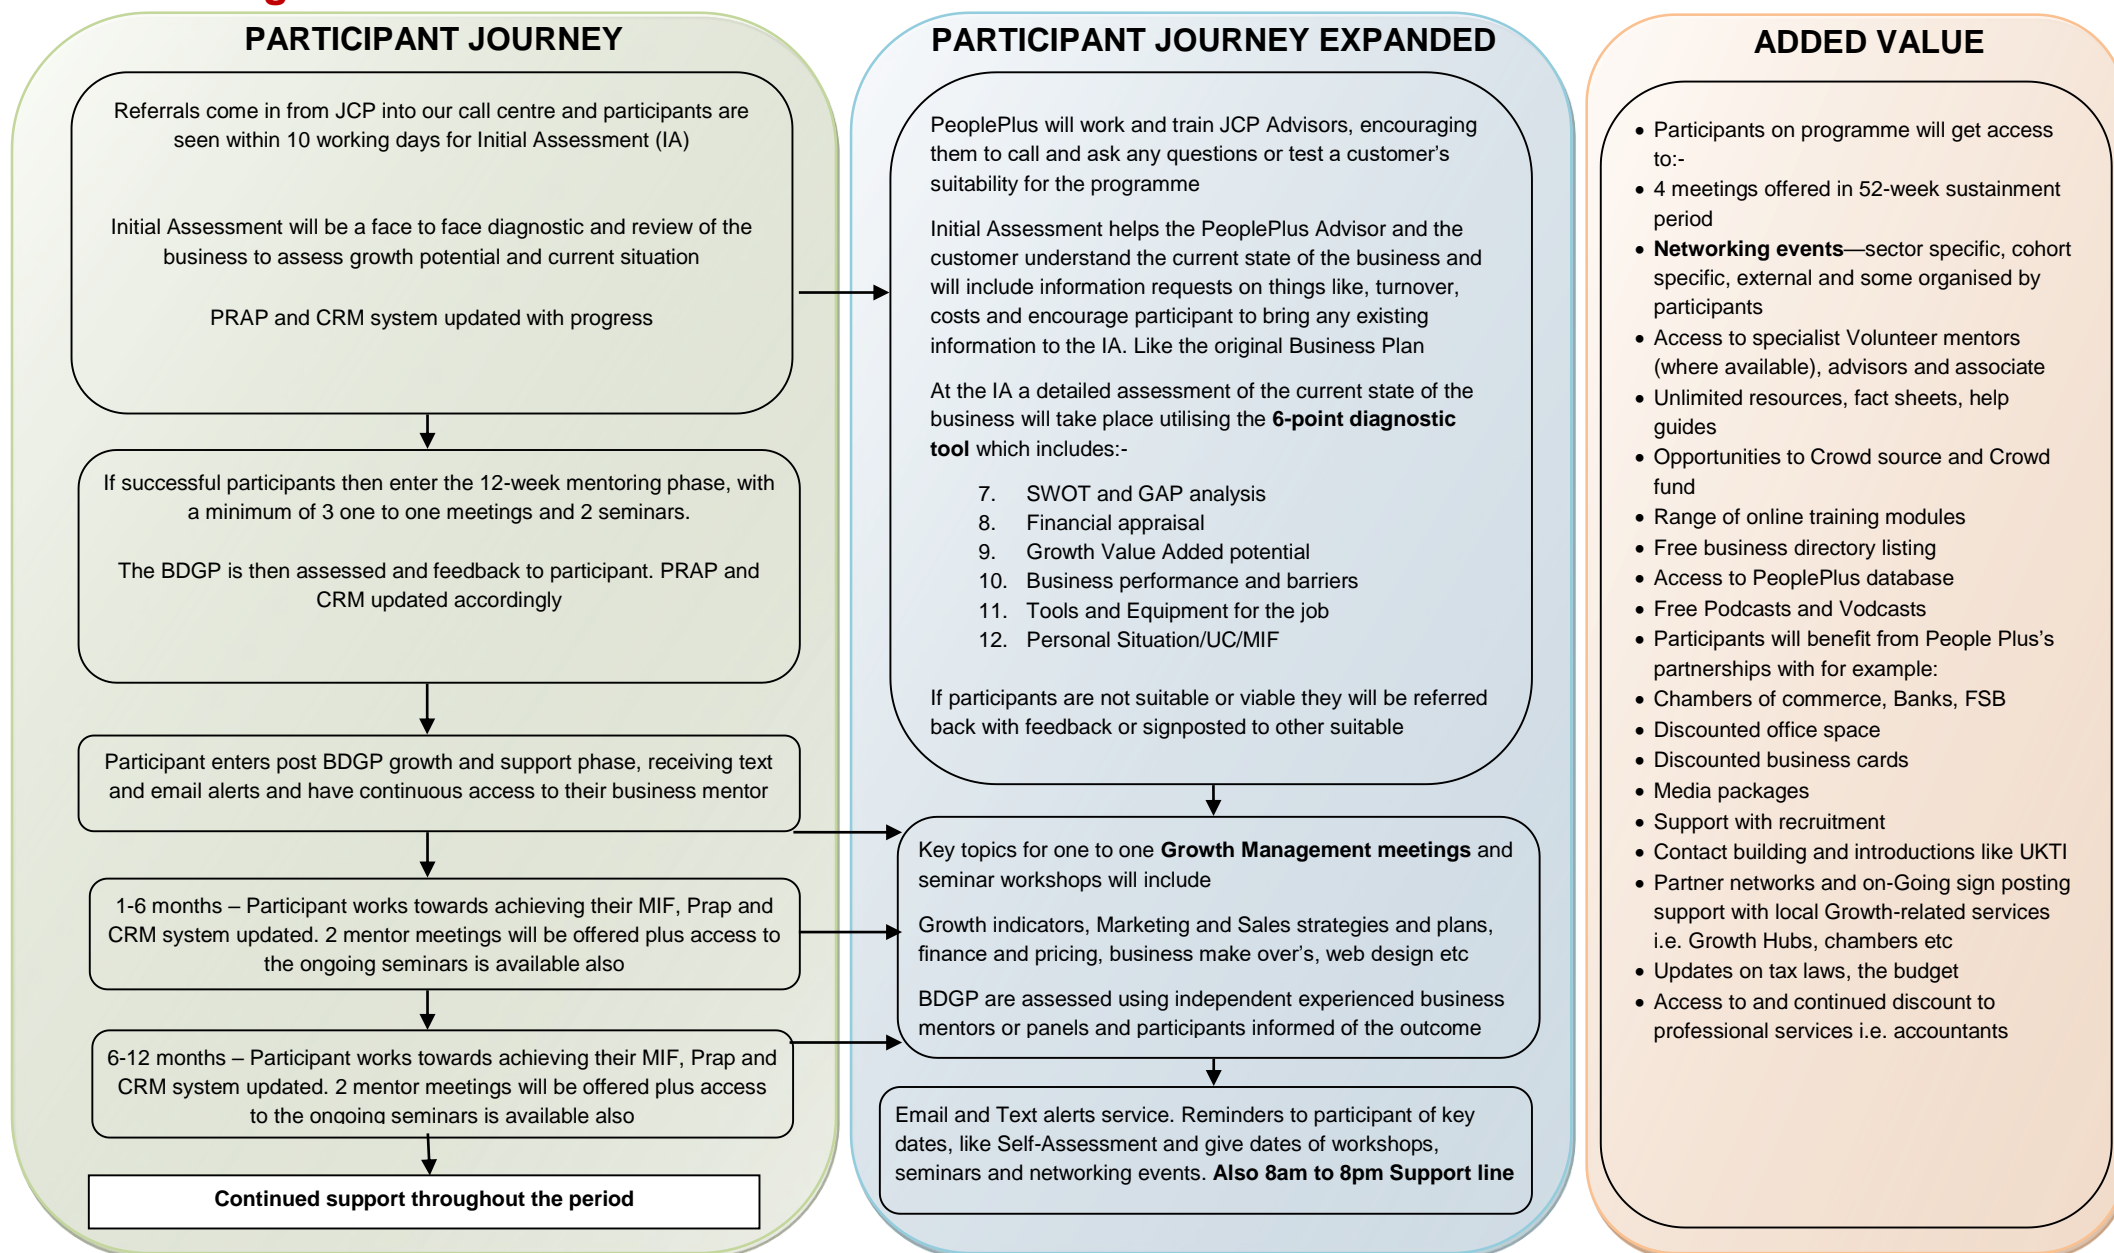 PARTICIPANT JOURNEY
Referrals come in from JCP into our call centre and participants are
seen within 10 working days for Initial Assessment (IA)
Initial Assessment will be a face to face diagnostic and review of the
business to assess growth potential and current situation
PRAP and CRM system updated with progress
If successful participants then enter the 12-week mentoring phase, with
a minimum of 3 one to one meetings and 2 seminars.
The BDGP is then assessed and feedback to participant. PRAP and
CRM updated accordingly
Participant enters post BDGP growth and support phase, receiving text
and email alerts and have continuous access to their business mentor
1-6 months – Participant works towards achieving their MIF, Prap and
CRM system updated. 2 mentor meetings will be offered plus access to
the ongoing seminars is available also
6-12 months – Participant works towards achieving their MIF, Prap and
CRM system updated. 2 mentor meetings will be offered plus access
to the ongoing seminars is available also
Continued support throughout the period
PARTICIPANT JOURNEY EXPANDED
PeoplePlus will work and train JCP Advisors, encouraging
them to call and ask any questions or test a customer’s
suitability for the programme
Initial Assessment helps the PeoplePlus Advisor and the
customer understand the current state of the business and
will include information requests on things like, turnover,
costs and encourage participant to bring any existing
information to the IA. Like the original Business Plan
At the IA a detailed assessment of the current state of the
business will take place utilising the 6-point diagnostic
tool which includes:-
7. SWOT and GAP analysis
8. Financial appraisal
9. Growth Value Added potential
10. Business performance and barriers
11. Tools and Equipment for the job
12. Personal Situation/UC/MIF
If participants are not suitable or viable they will be referred
back with feedback or signposted to other suitable
Key topics for one to one Growth Management meetings and
seminar workshops will include
Growth indicators, Marketing and Sales strategies and plans,
finance and pricing, business make over’s, web design etc
BDGP are assessed using independent experienced business
mentors or panels and participants informed of the outcome
Email and Text alerts service. Reminders to participant of key
dates, like Self-Assessment and give dates of workshops,
seminars and networking events. Also 8am to 8pm Support line
ADDED VALUE
• Participants on programme will get access
to:-
• 4 meetings offered in 52-week sustainment
period
• Networking events—sector specific, cohort
specific, external and some organised by
participants
• Access to specialist Volunteer mentors
(where available), advisors and associate
• Unlimited resources, fact sheets, help
guides
• Opportunities to Crowd source and Crowd
fund
• Range of online training modules
• Free business directory listing
• Access to PeoplePlus database
• Free Podcasts and Vodcasts
• Participants will benefit from People Plus’s
partnerships with for example:
• Chambers of commerce, Banks, FSB
• Discounted office space
• Discounted business cards
• Media packages
• Support with recruitment
• Contact building and introductions like UKTI
• Partner networks and on-Going sign posting
support with local Growth-related services
i.e. Growth Hubs, chambers etc
• Updates on tax laws, the budget
• Access to and continued discount to
professional services i.e. accountants